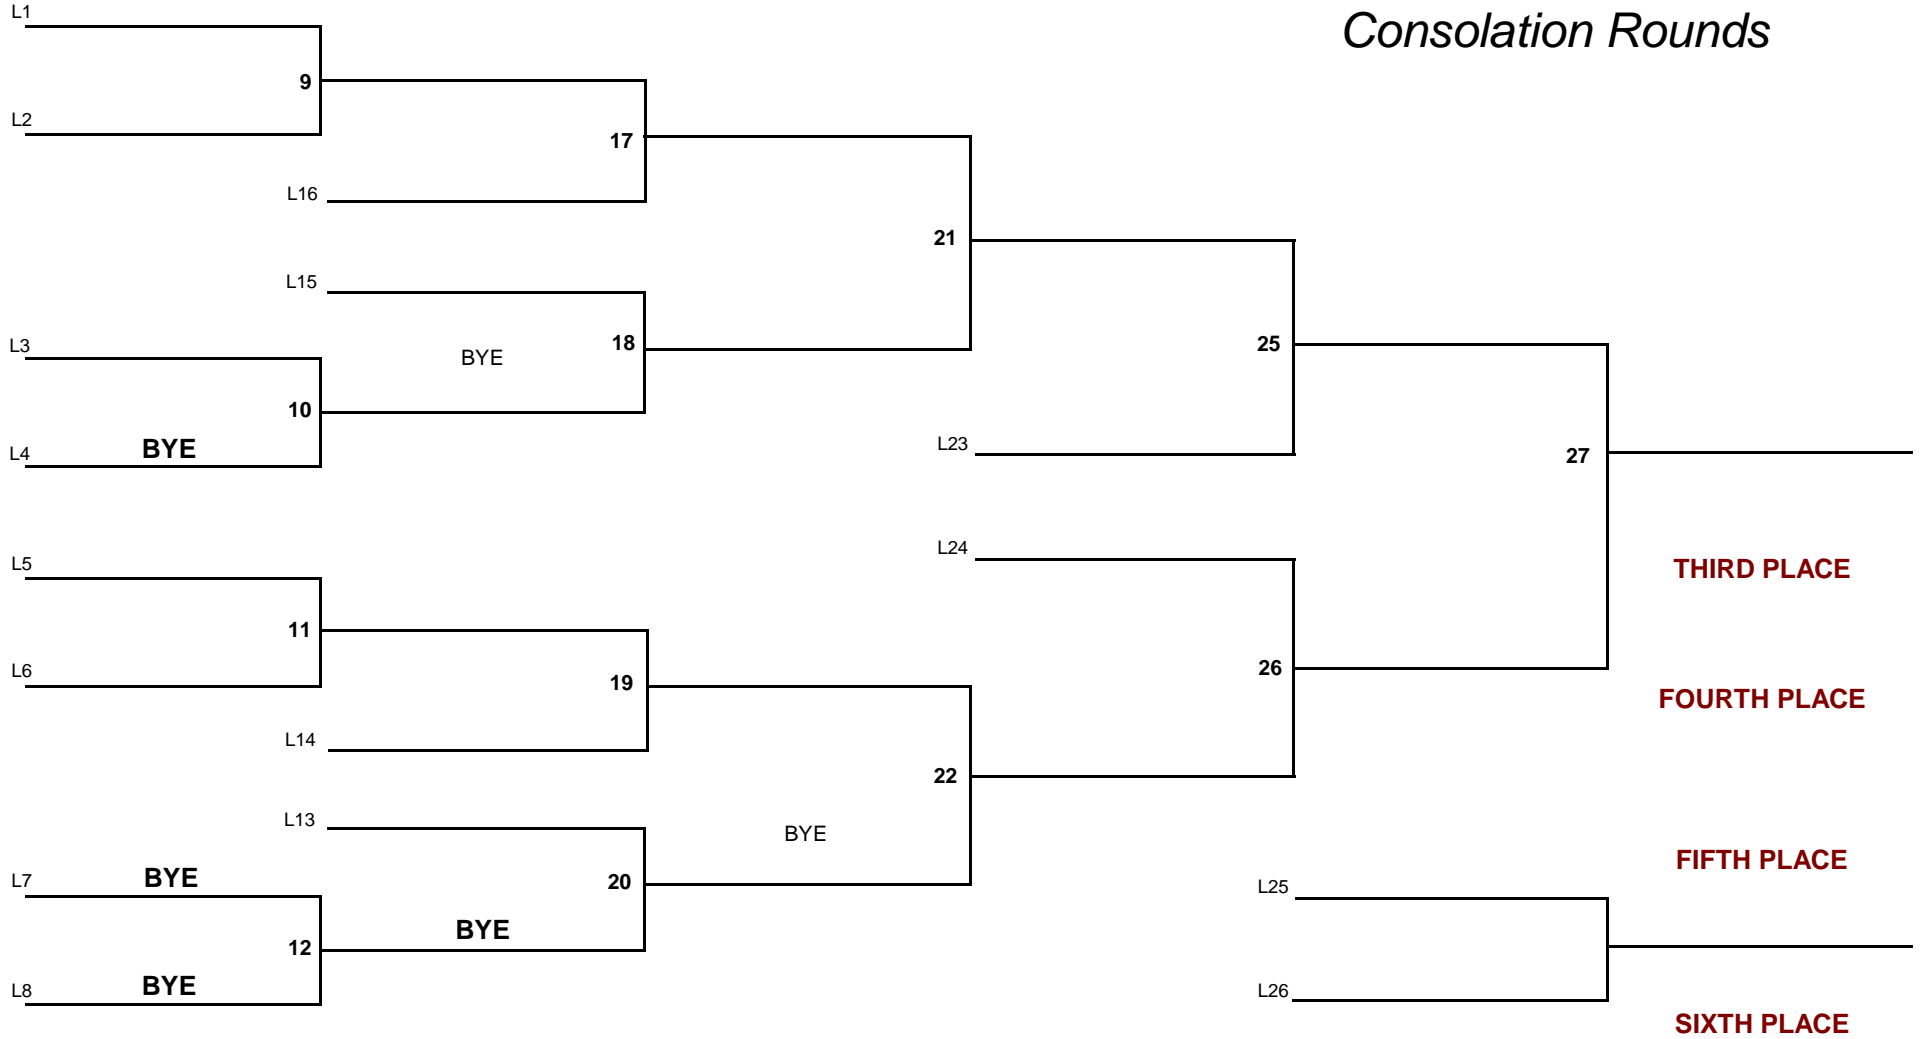 L1
Consolation Rounds
9
L2
17
L16
21
L15
L3
BYE
18
25
10
L4
BYE
L23
27
L24
L5
THIRD PLACE
11
L6
19
26
FOURTH PLACE
L14
22
L13
BYE
FIFTH PLACE
L7
BYE
20
L25
BYE
12
L8
BYE
L26
SIXTH PLACE